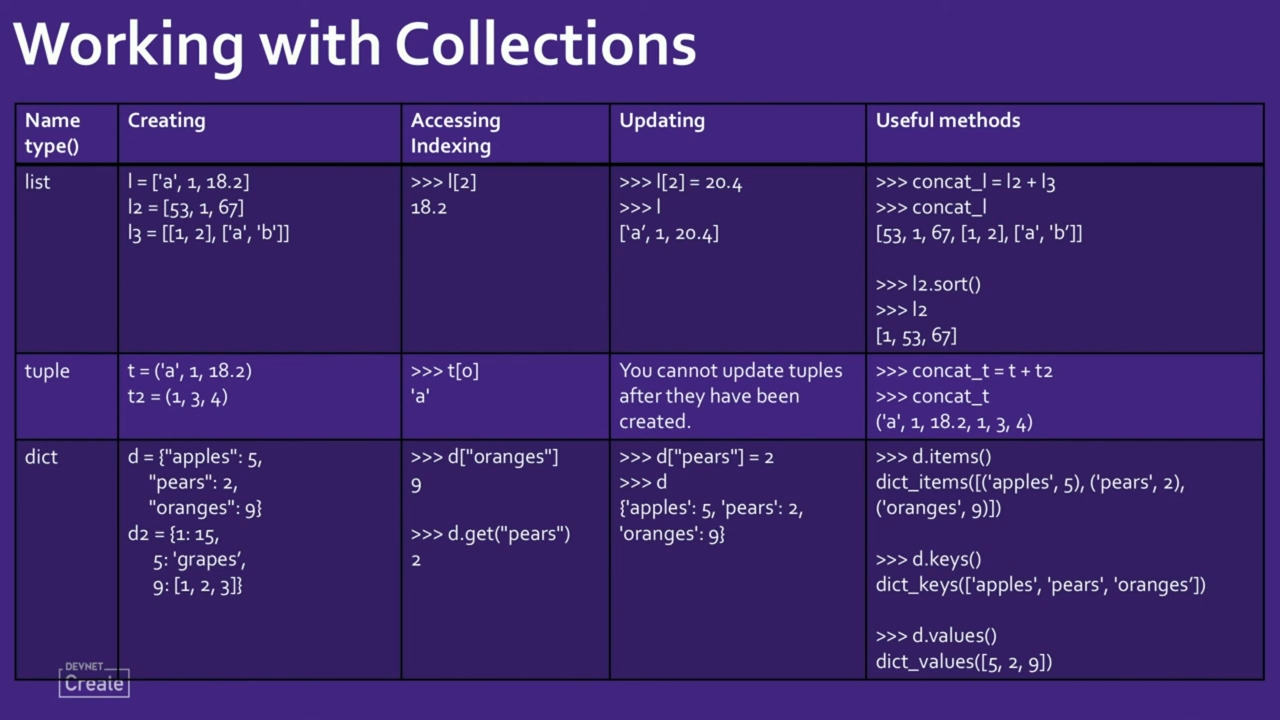 Working with Collections
Name
type()
Creating
Accessing
Indexing
Updating
Useful methods
list
l = ['a', 1, 18.2]
l2 = [53, 1, 67]
l3 = [[1, 2], ['a', 'b']]
>>> l[2]
18.2
>>> l[2] = 20.4
>>> l
['a’, 1, 20.4]
>>> concat_l = l2 + l3
>>> concat_l
[53, 1, 67, [1, 2], ['a', 'b’]]
>>> l2.sort()
>>> l2
[1, 53, 67]
tuple
t = ('a', 1, 18.2)
t2 = (1, 3, 4)
>>> t[0]
'a'
You cannot update tuples
after they have been
created.
>>> concat_t = t + t2
>>> concat_t
('a', 1, 18.2, 1, 3, 4)
dict
d = {"apples": 5,
"pears": 2,
"oranges": 9}
d2 = {1: 15,
5: 'grapes’,
9: [1, 2, 3]}
>>> d["oranges"]
9
>>> d.get("pears")
2
>>> d["pears"] = 2
>>> d
{'apples': 5, 'pears': 2,
'oranges': 9}
>>> d.items()
dict_items([('apples', 5), ('pears', 2),
('oranges', 9)])
>>> d.keys()
dict_keys(['apples', 'pears', 'oranges’])
>>> d.values()
dict_values([5, 2, 9])
DEVNET
Create